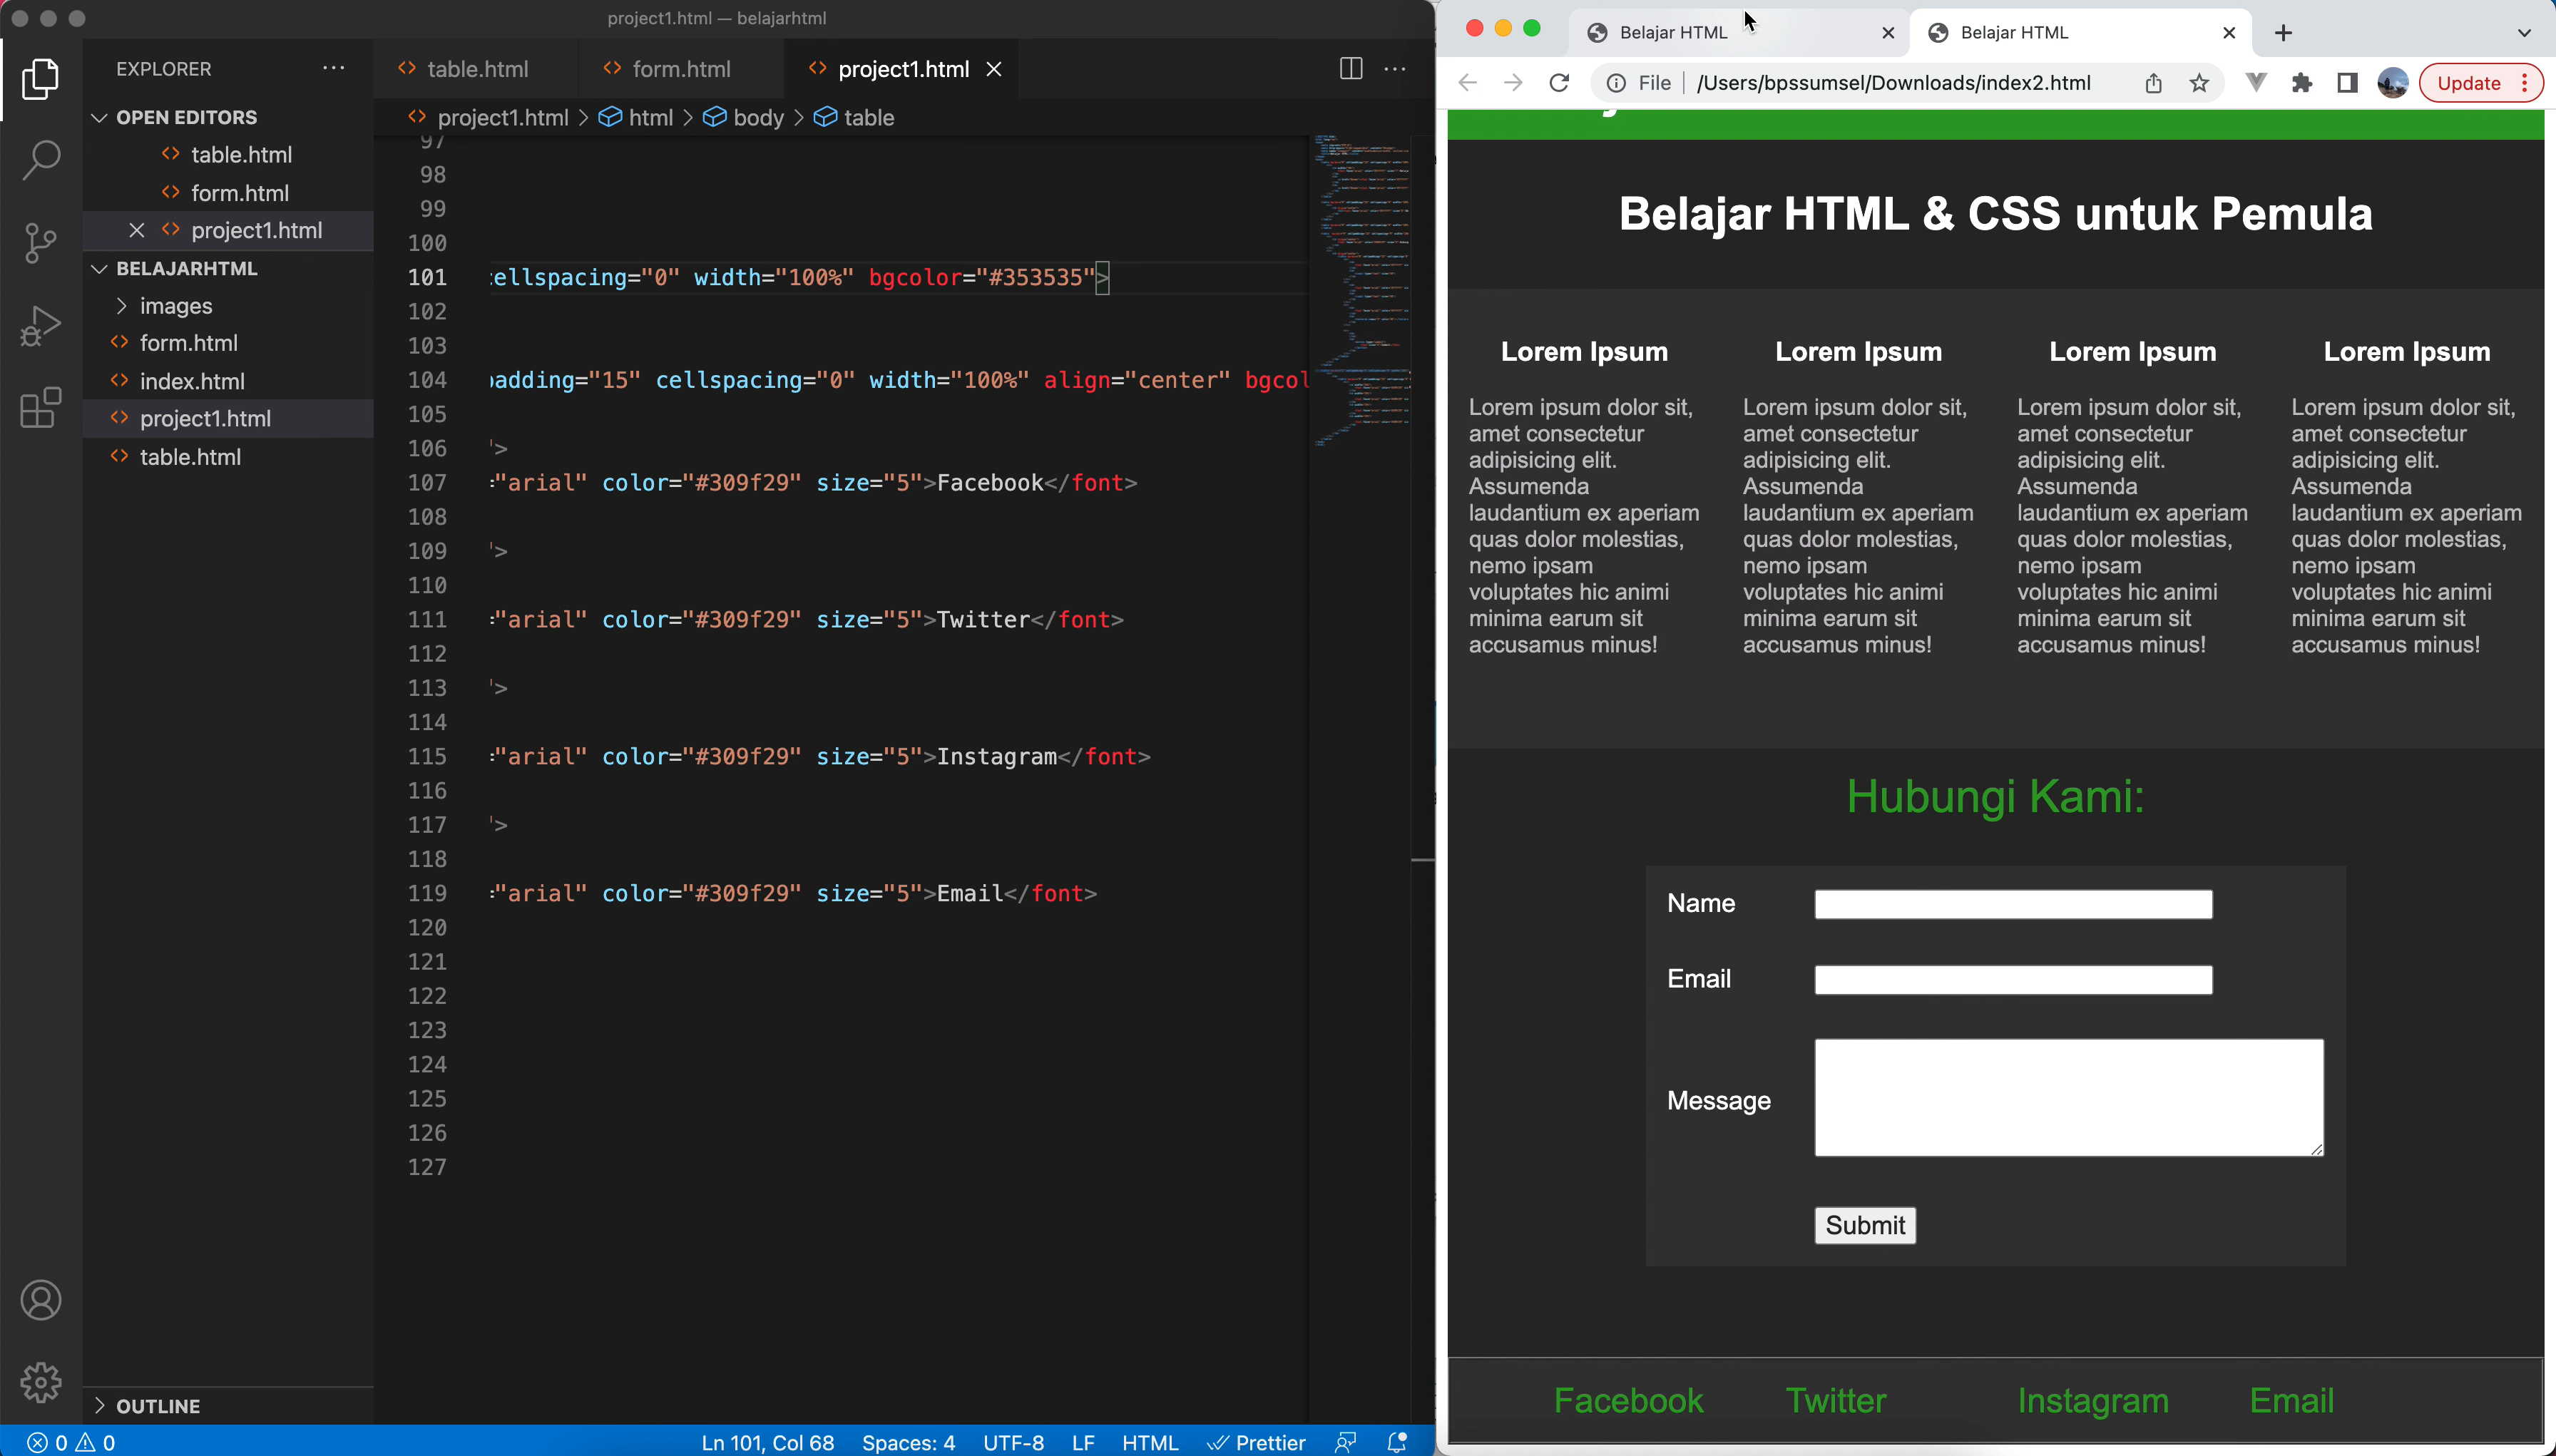 project1.html — belajarhtml
EXPLORER
OPEN EDITORS
table.html
form.html
project1.html
BELAJARHTML
images
form.html
index.html
project1.html
table.html
OUTLINE
table.html
form.html
project1.html
project1.html > html > body > table
97
98
99
100
101 cellspacing="0" width="100%" bgcolor="#353535">
102
103
104 padding="15" cellspacing="0" width="100%" align="center" bgcol
105
106 '>
107 ="arial" color="#309f29" size="5">Facebook</font>
108
109 '>
110
111 ="arial" color="#309f29" size="5">Twitter</font>
112
113 '>
114
115 ="arial" color="#309f29" size="5">Instagram</font>
116
117 '>
118
119 ="arial" color="#309f29" size="5">Email</font>
120
121
122
123
124
125
126
127
0 0
Ln 101, Col 68 Spaces: 4 UTF-8 LF HTML Prettier
Belajar HTML
Belajar HTML
File /Users/bpssumsel/Downloads/index2.html
Update
Belajar HTML & CSS untuk Pemula
Lorem Ipsum
Lorem ipsum dolor sit,
amet consectetur
adipisicing elit.
Assumenda
laudantium ex aperiam
quas dolor molestias,
nemo ipsam
voluptates hic animi
minima earum sit
accusamus minus!
Lorem Ipsum
Lorem ipsum dolor sit,
amet consectetur
adipisicing elit.
Assumenda
laudantium ex aperiam
quas dolor molestias,
nemo ipsam
voluptates hic animi
minima earum sit
accusamus minus!
Lorem Ipsum
Lorem ipsum dolor sit,
amet consectetur
adipisicing elit.
Assumenda
laudantium ex aperiam
quas dolor molestias,
nemo ipsam
voluptates hic animi
minima earum sit
accusamus minus!
Lorem Ipsum
Lorem ipsum dolor sit,
amet consectetur
adipisicing elit.
Assumenda
laudantium ex aperiam
quas dolor molestias,
nemo ipsam
voluptates hic animi
minima earum sit
accusamus minus!
Hubungi Kami:
Name
Email
Message
Submit
Facebook Twitter Instagram Email